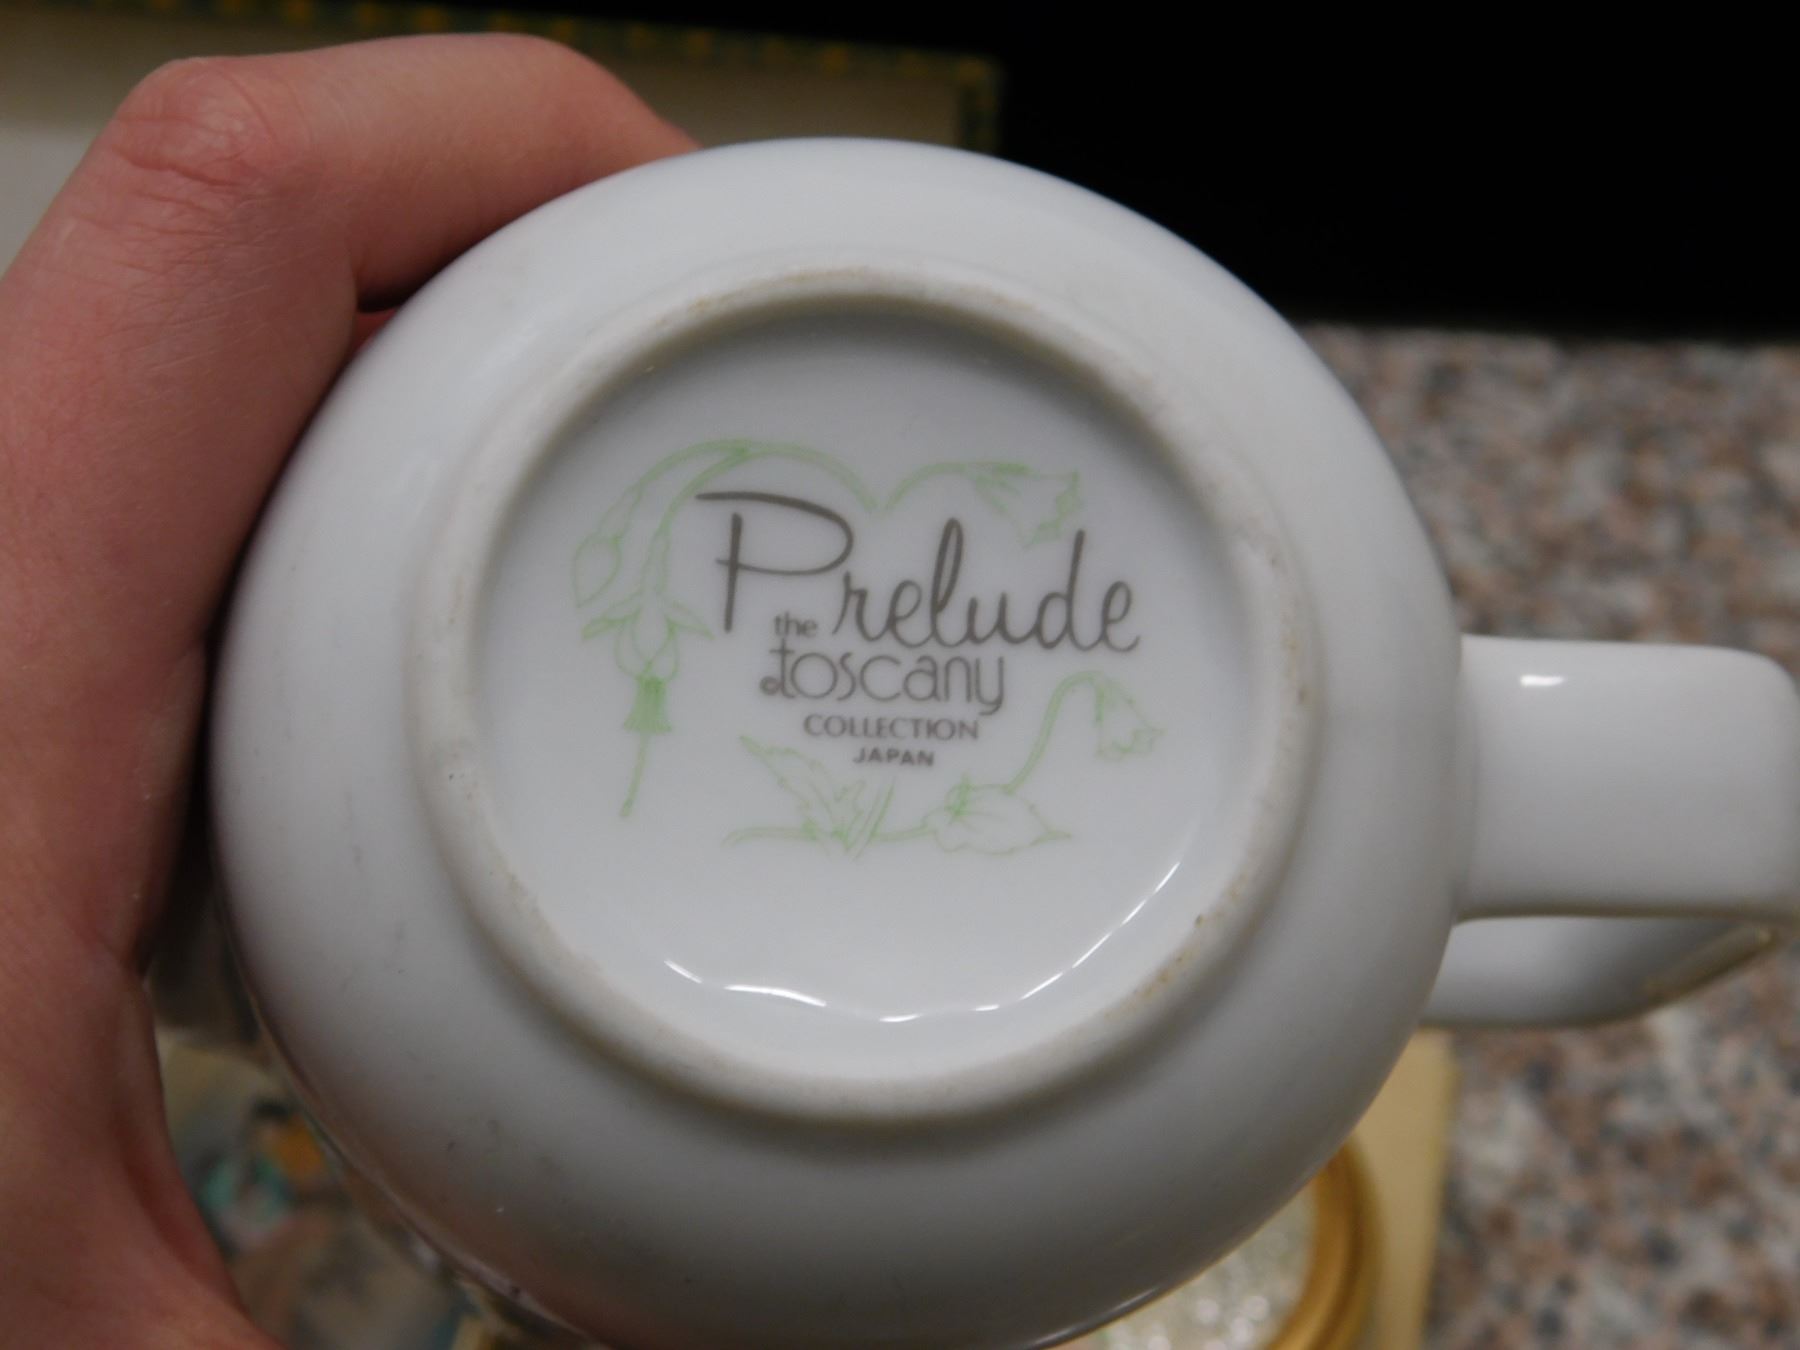 Prelude
the
toscany
COLLECTION
JAPAN